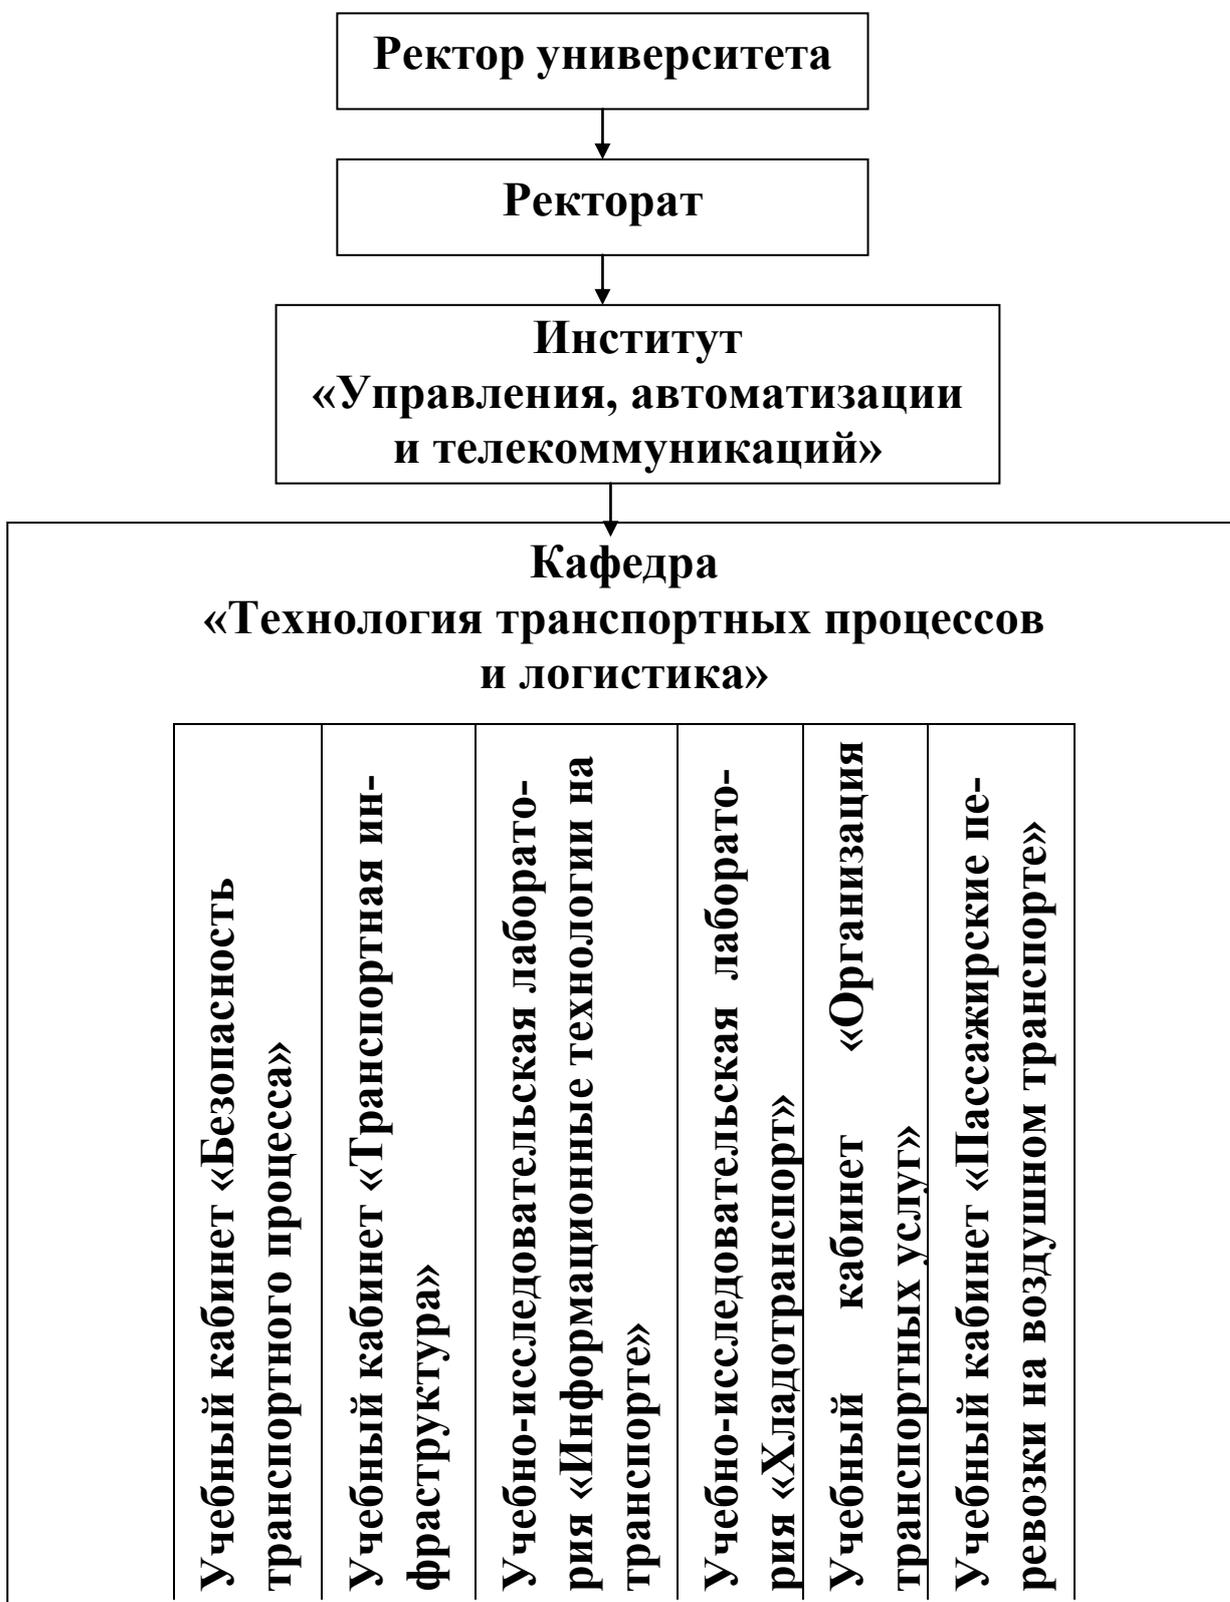 Ректор университета
Ректорат
Институт
«Управления, автоматизации
и телекоммуникаций»
Кафедра
«Технология транспортных процессов
и логистика»
Учебный кабинет «Безопасность
транспортного процесса»
Учебный кабинет «Транспортная ин-
фраструктура»
Учебно-исследовательская лаборато-
рия «Информационные технологии на
транспорте»
Учебно-исследовательская лаборато-
рия «Хладотранспорт»
Учебный кабинет «Организация
транспортных услуг»
Учебный кабинет «Пассажирские пе-
ревозки на воздушном транспорте»